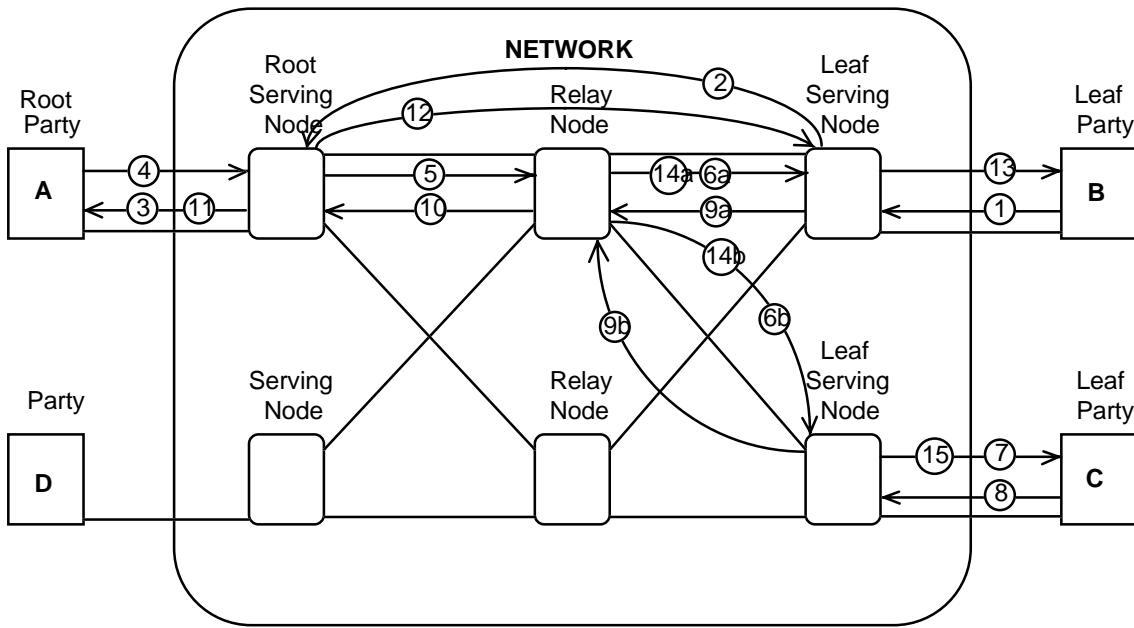 NETWORK
Root
Serving
Node
Relay
Node
Leaf
Serving
Node
Root
Party
Leaf
Party
2
12
4
5
14a
6a
13
A
B
3
11
10
9a
1
14b
9b
6b
Party
Serving
Node
Relay
Node
Leaf
Serving
Node
Leaf
Party
D
C
15
7
8